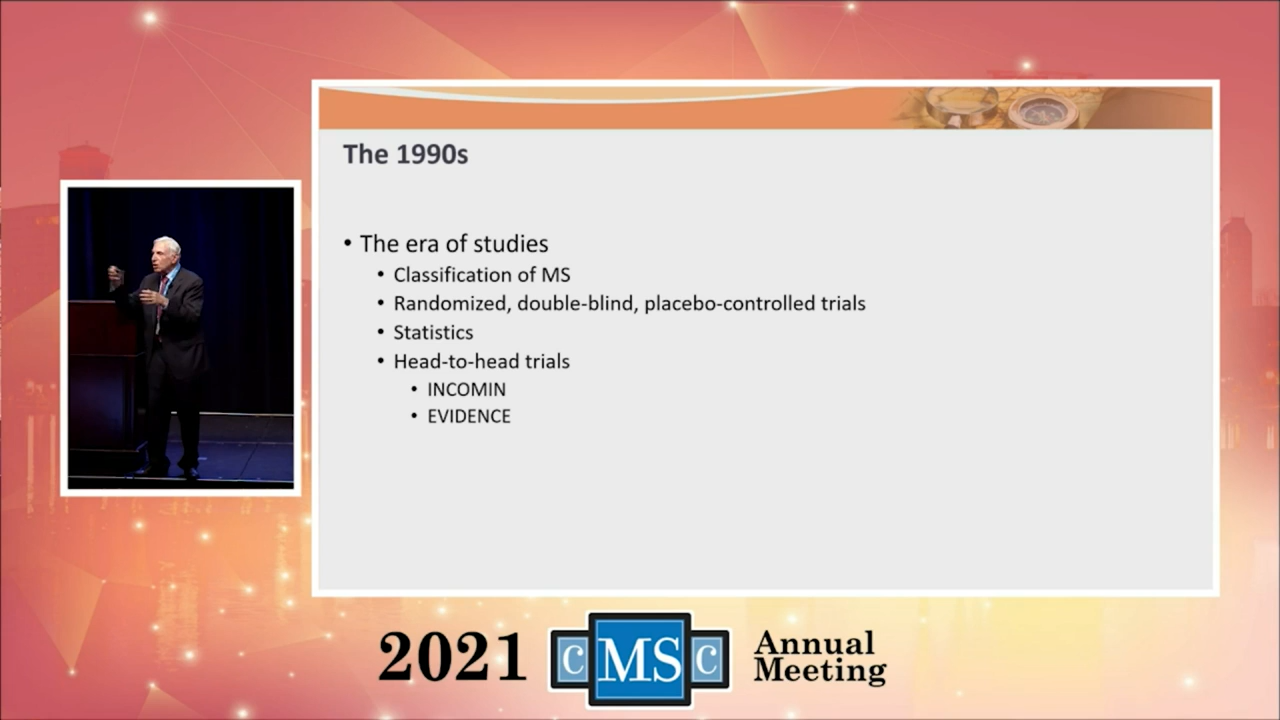 The 1990s
• The era of studies
• Classification of MS
• Randomized, double-blind, placebo-controlled trials
• Statistics
• Head-to-head trials
• INCOMIN
• EVIDENCE
2021 CMSC Annual
Meeting